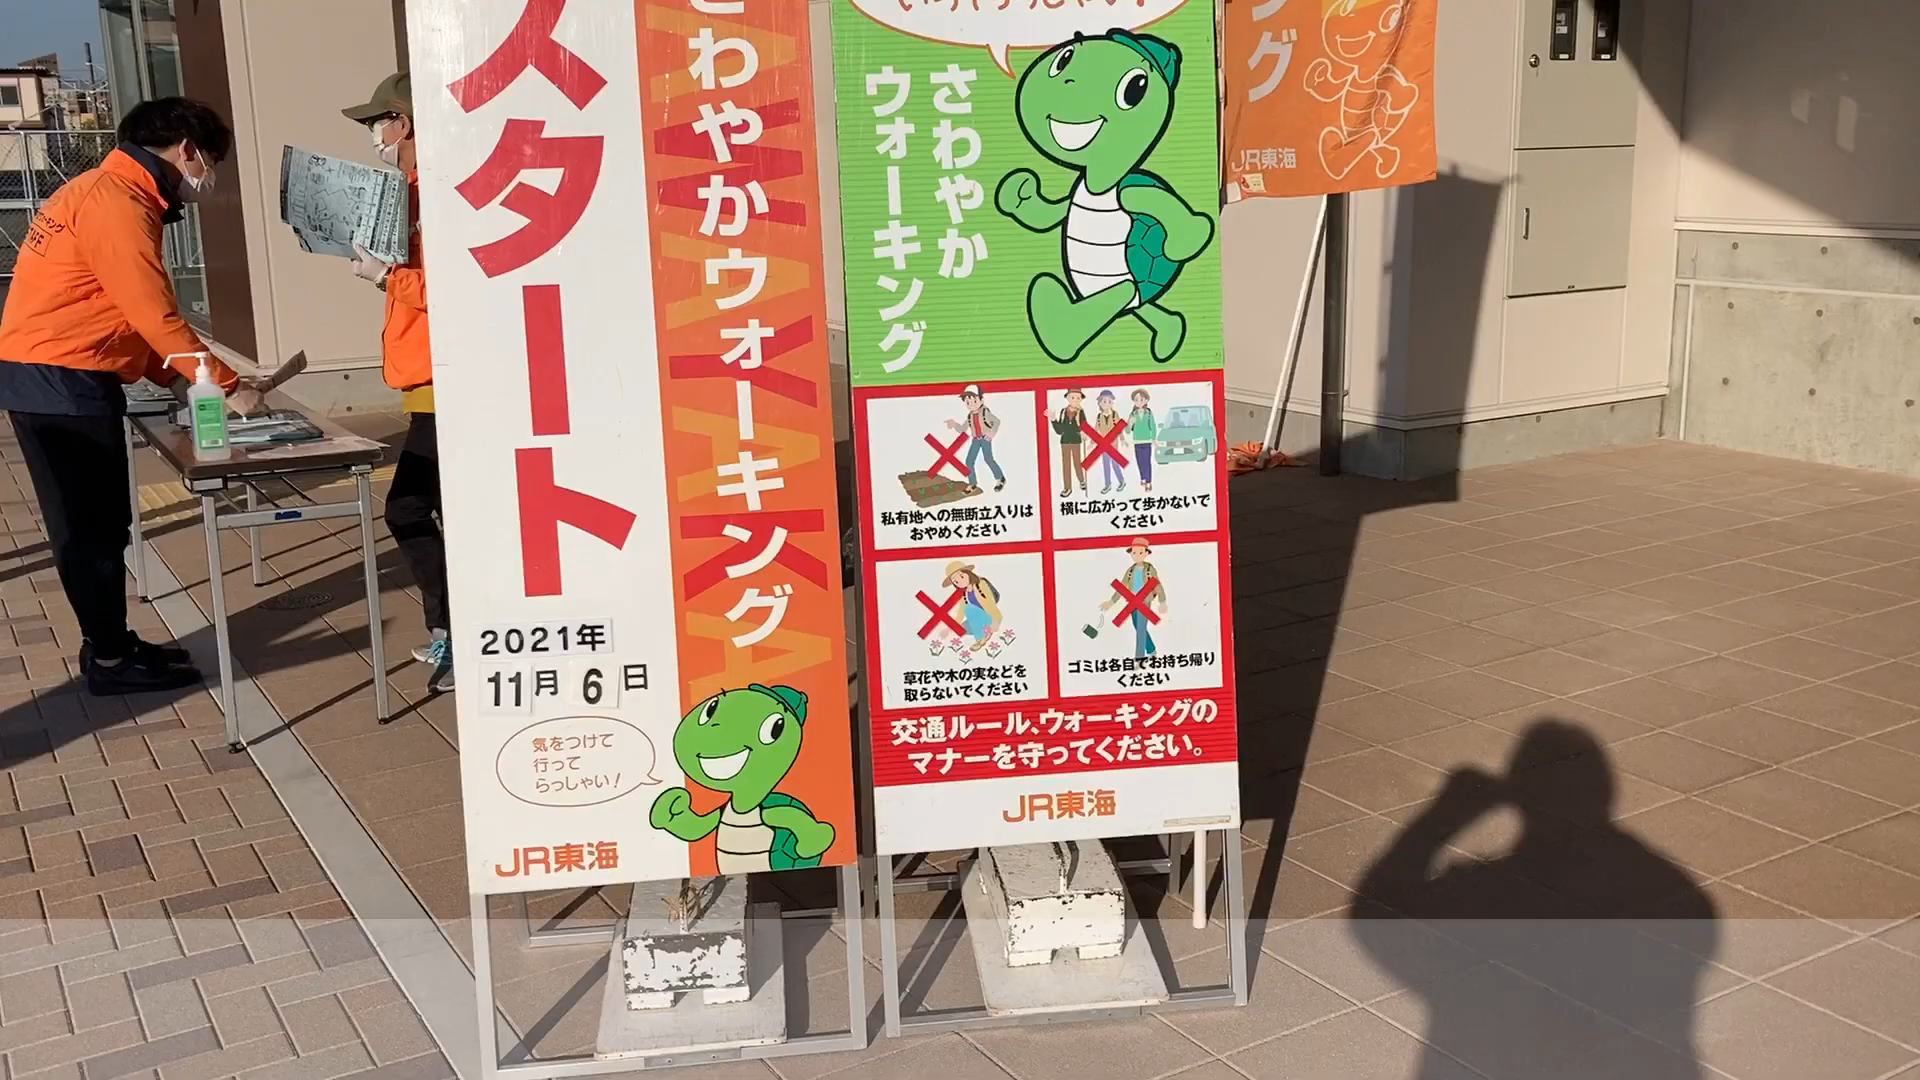 スタート
さわやかウォーキング
SAWAYAKA
2021年
11月 6日
気をつけて
行って
らっしゃい!
JR東海
さわやか
ウォーキング
私有地への無断立入りは
おやめください
横に広がって歩かないで
ください
草花や木の実などを
取らないでください
ゴミは各自でお持ち帰り
ください
交通ルール、ウォーキングの
マナーを守ってください。
JR東海
ング
JR東海